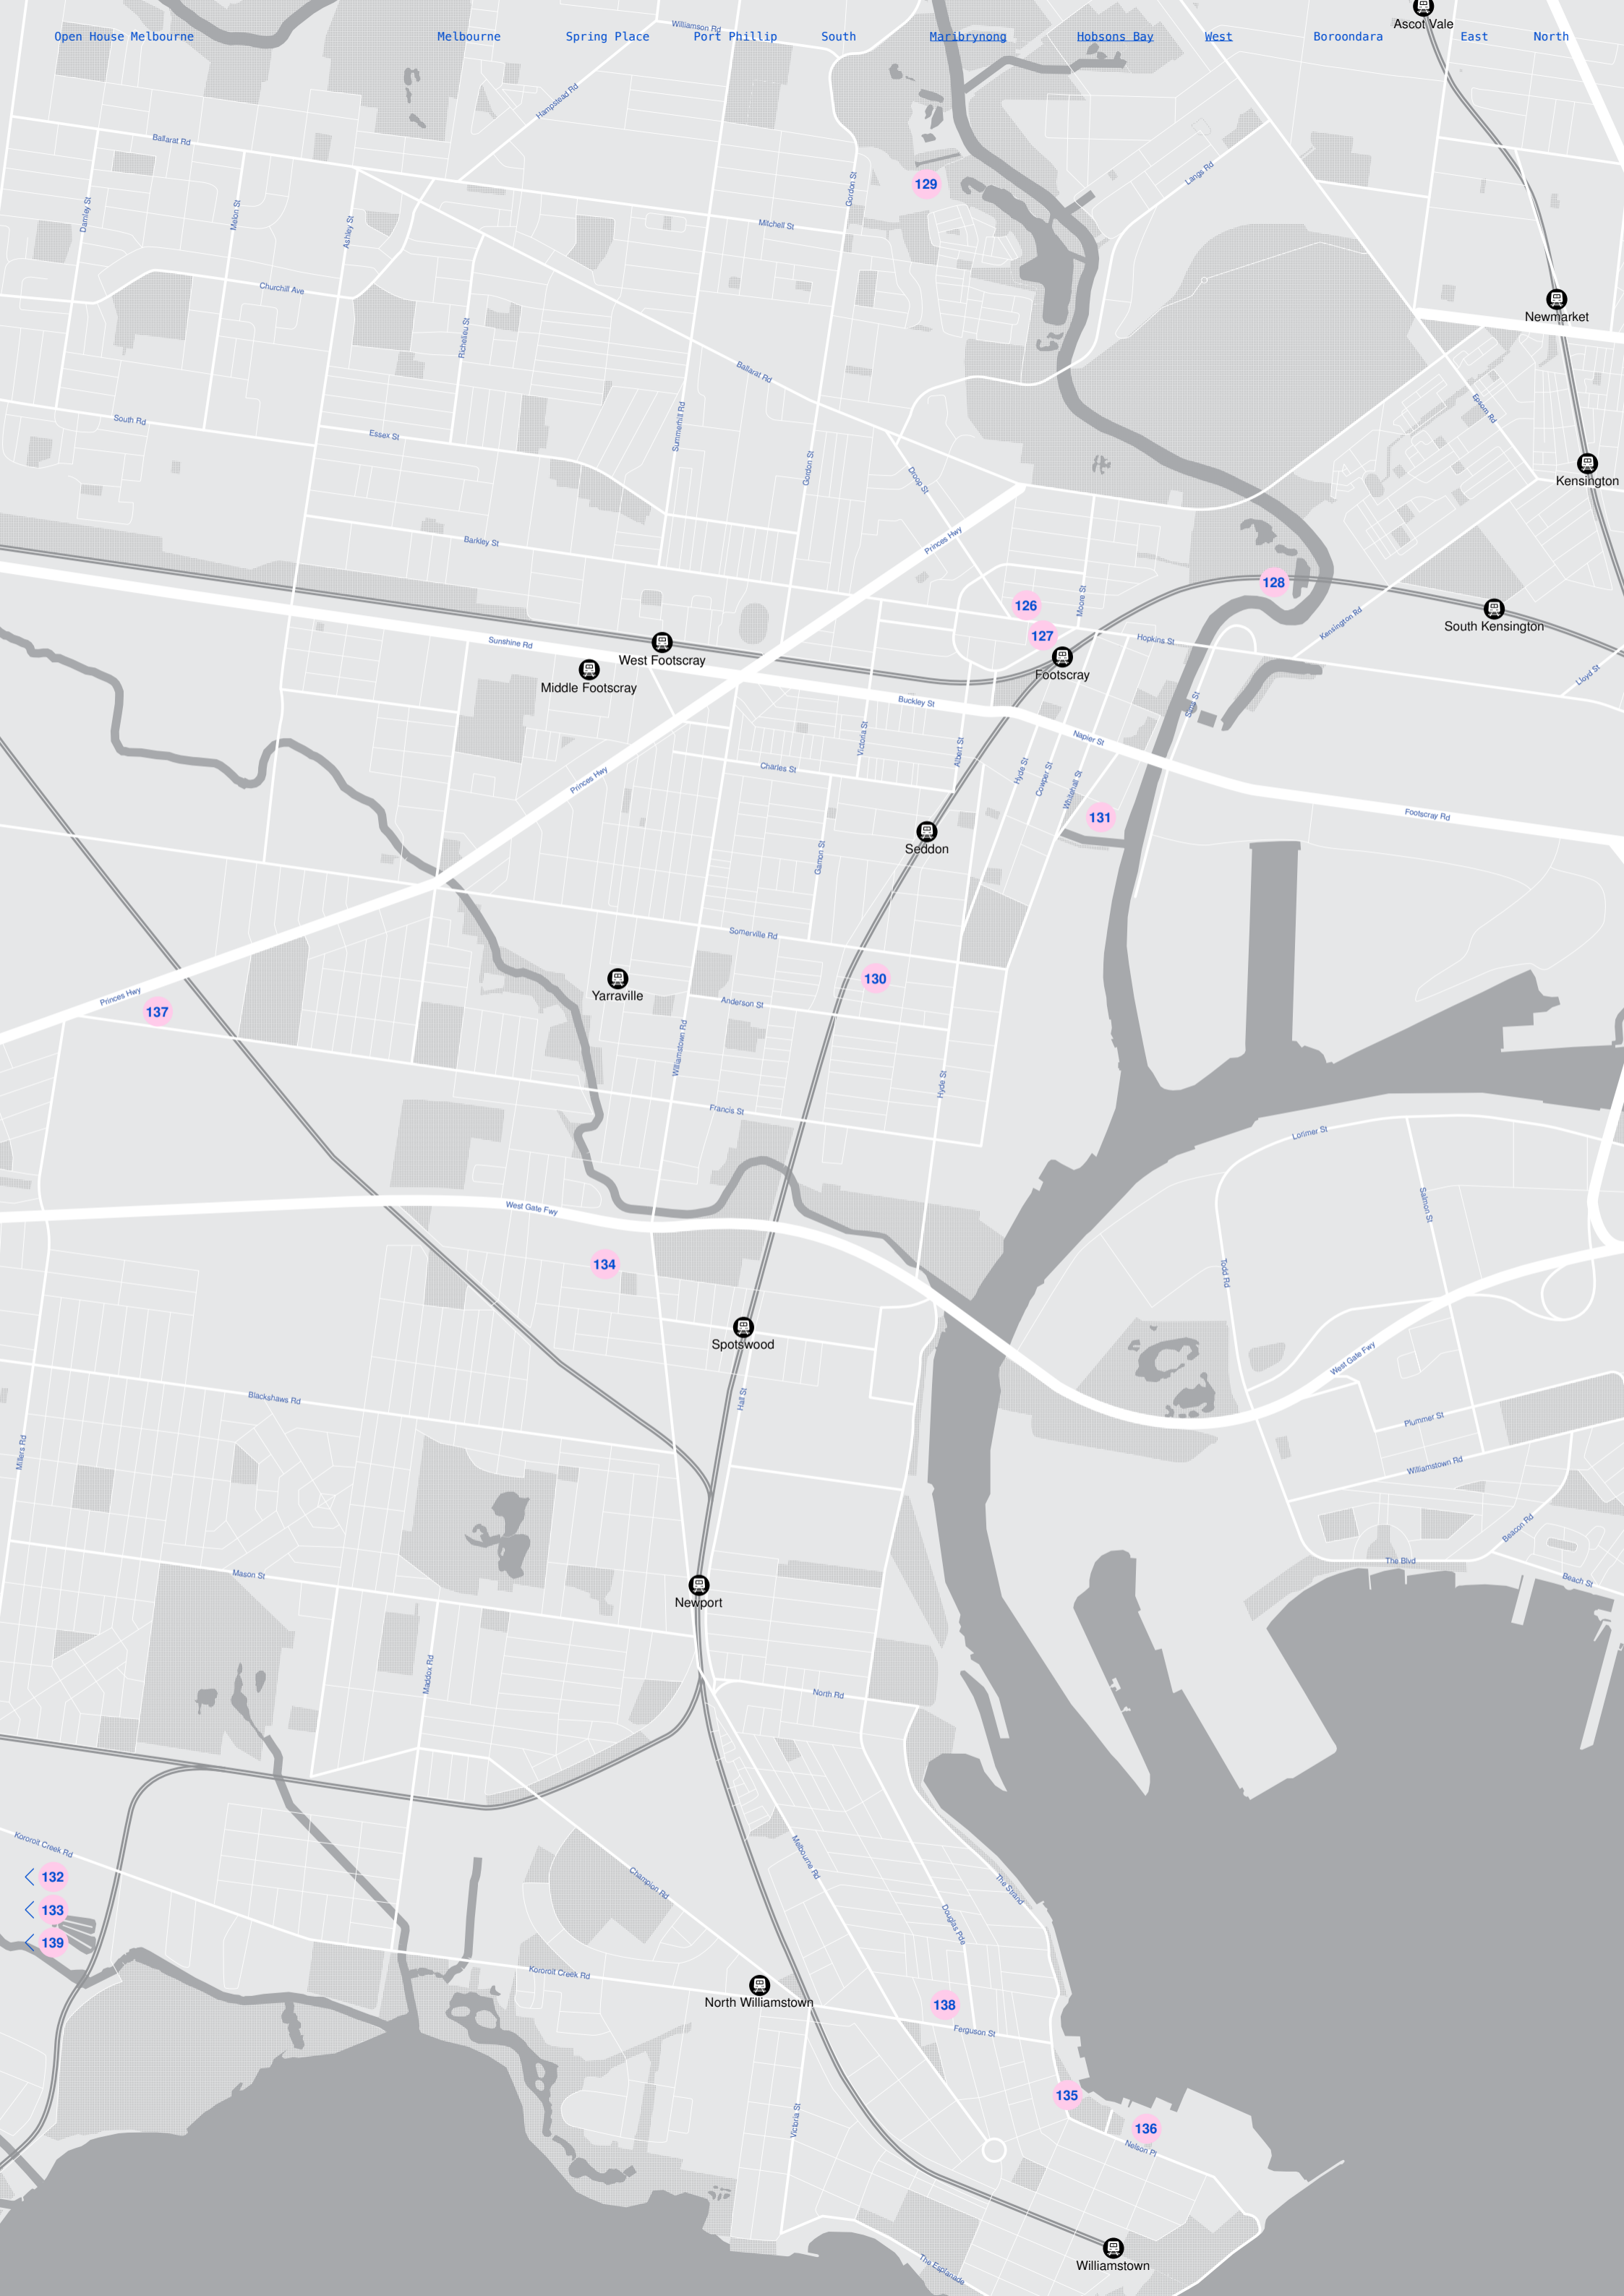 Ascot Vale
Open House Melbourne
Melbourne
Spring Place
Port Phillip
South
Maribrynong
Hobsons Bay
West
Boroondara
East
North
Williamson Rd
Hampstead Rd
Ballarat Rd
Langs Rd
129
Gordon St
Damley St
Melon St
Ashley St
Mitchell St
Churchill Ave
Newmarket
Richelieu St
Ballarat Rd
Epsom Rd
South Rd
Essex St
Summerhill Rd
Gordon St
Droop St
Kensington
Barkley St
Princes Hwy
128
126
Moore St
South Kensington
Kensington Rd
127
Hopkins St
Sunshine Rd
West Footscray
Middle Footscray
Footscray
Lloyd St
Buckley St
Victoria St
Albert St
Napier St
Charles St
Hyde St
Cowper St
Whitehall St
Princes Hwy
131
Footscray Rd
Seddon
Gamon St
Somerville Rd
130
Yarraville
Anderson St
Princes Hwy
137
Williamstown Rd
Hyde St
Francis St
Lorimer St
Salmon St
West Gate Fwy
134
Todd Rd
Spotswood
West Gate Fwy
Blackshaws Rd
Hall St
Plummer St
Millers Rd
Williamstown Rd
Beacon Rd
The Blvd
Mason St
Beach St
Newport
Maddox Rd
North Rd
Kororoit Creek Rd
Melbourne Rd
132
Champion Rd
The Strand
133
Douglas Pde
139
Kororoit Creek Rd
North Williamstown
138
Ferguson St
135
136
Victoria St
Nelson Pl
Williamstown
The Esplanade